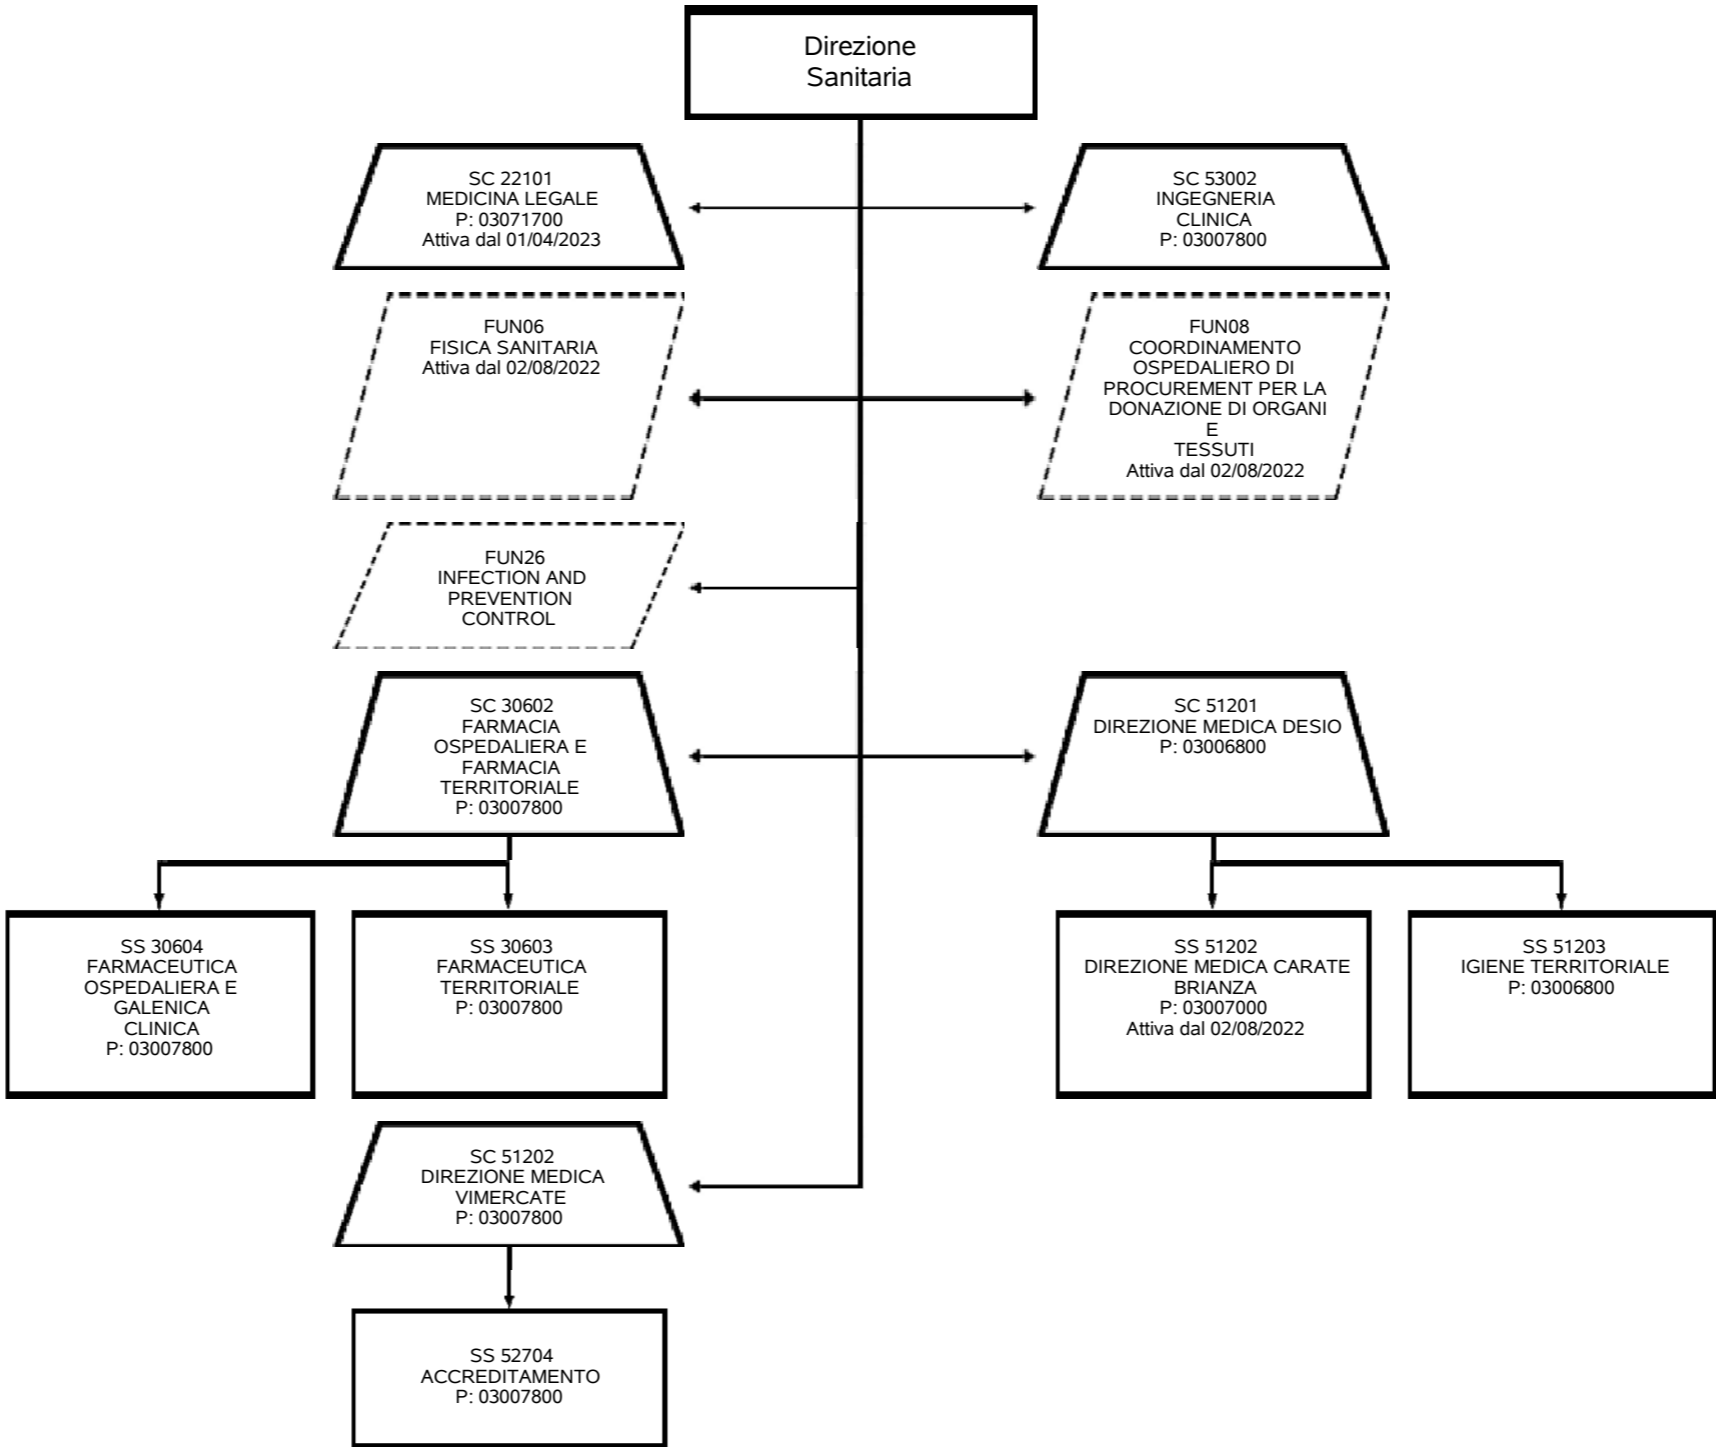 Direzione
Sanitaria
SC 22101
MEDICINA LEGALE
P: 03071700
Attiva dal 01/04/2023
SC 53002
INGEGNERIA
CLINICA
P: 03007800
FUN06
FISICA SANITARIA
Attiva dal 02/08/2022
FUN08
COORDINAMENTO
OSPEDALIERO DI
PROCUREMENT PER LA
DONAZIONE DI ORGANI
E
TESSUTI
Attiva dal 02/08/2022
FUN26
INFECTION AND
PREVENTION
CONTROL
SC 30602
FARMACIA
OSPEDALIERA E
FARMACIA
TERRITORIALE
P: 03007800
SC 51201
DIREZIONE MEDICA DESIO
P: 03006800
SS 30604
FARMACEUTICA
OSPEDALIERA E
GALENICA
CLINICA
P: 03007800
SS 30603
FARMACEUTICA
TERRITORIALE
P: 03007800
SS 51202
DIREZIONE MEDICA CARATE
BRIANZA
P: 03007000
Attiva dal 02/08/2022
SS 51203
IGIENE TERRITORIALE
P: 03006800
SC 51202
DIREZIONE MEDICA
VIMERCATE
P: 03007800
SS 52704
ACCREDITAMENTO
P: 03007800